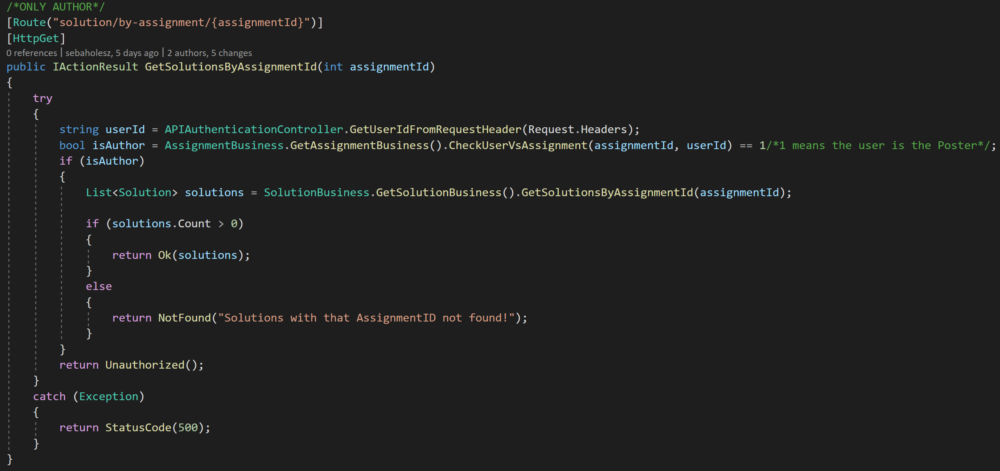 /*ONLY AUTHOR*/
[Route("solution/by-assignment/{assignmentId}")]
[HttpGet]
0 references | sebaholesz, 5 days ago | 2 authors, 5 changes
public IActionResult GetSolutionsByAssignmentId(int assignmentId)
{
try
{
string userId = APIAuthenticationController.GetUserIdFromRequestHeader(Request.Headers);
bool isAuthor = AssignmentBusiness.GetAssignmentBusiness().CheckUserVsAssignment(assignmentId, userId) == 1/*1 means the user is the Poster*/;
if (isAuthor)
{
List<Solution> solutions = SolutionBusiness.GetSolutionBusiness().GetSolutionsByAssignmentId(assignmentId);
if (solutions.Count > 0)
{
return Ok(solutions);
}
else
{
return NotFound("Solutions with that AssignmentID not found!");
}
}
return Unauthorized();
}
catch (Exception)
{
return StatusCode(500);
}
}